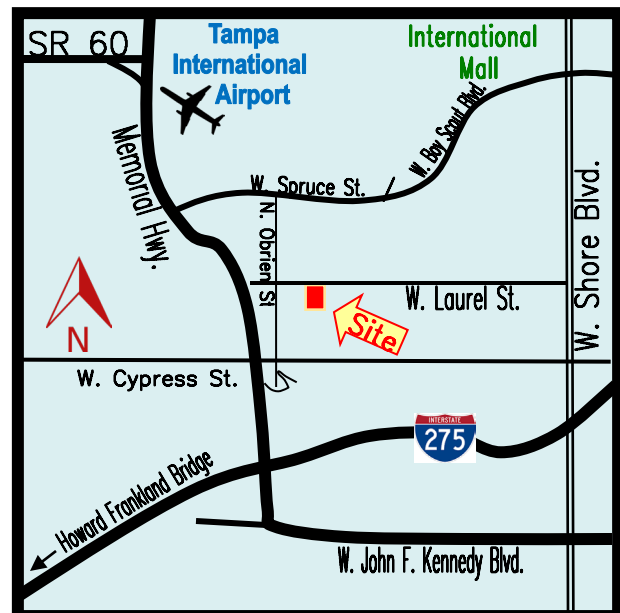 SR 60
Tampa
International
Airport
International
Mall
W. Boy Scout Blvd.
Memorial Hwy.
W. Spruce St.
N. Obrien St
W. Shore Blvd.
W. Laurel St.
Site
N
W. Cypress St.
INTERSTATE
275
Howard Frankland Bridge
W. John F. Kennedy Blvd.